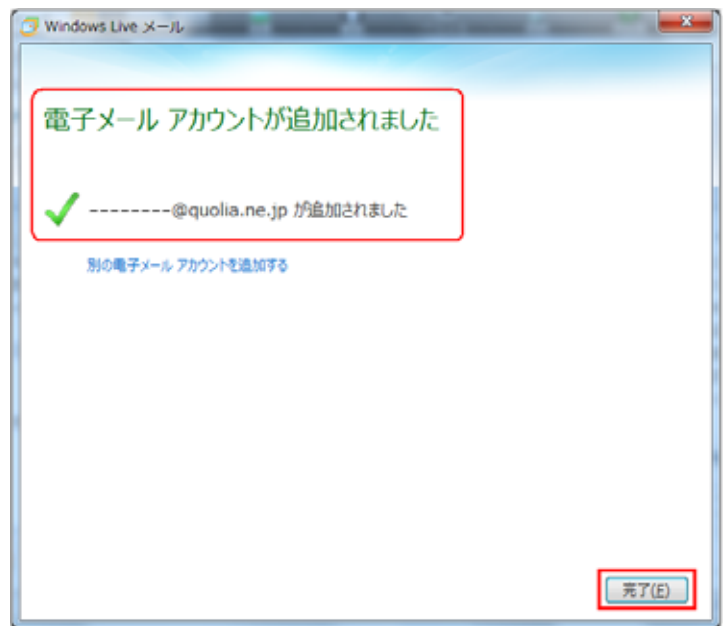 Windows Live メール
電子メール アカウントが追加されました
--------@quolia.ne.jp が追加されました
別の電子メール アカウントを追加する
完了(F)